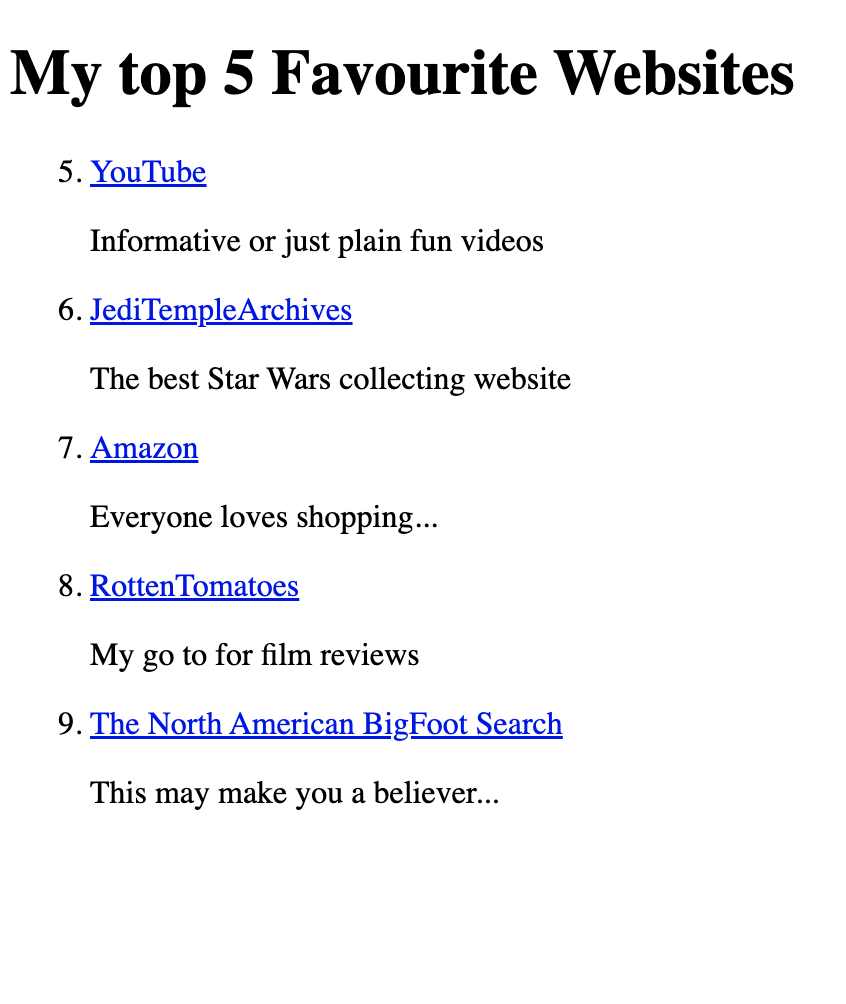 My top 5 Favourite Websites
5. YouTube
Informative or just plain fun videos
6. JediTempleArchives
The best Star Wars collecting website
7. Amazon
Everyone loves shopping...
8. RottenTomatoes
My go to for film reviews
9. The North American BigFoot Search
This may make you a believer...